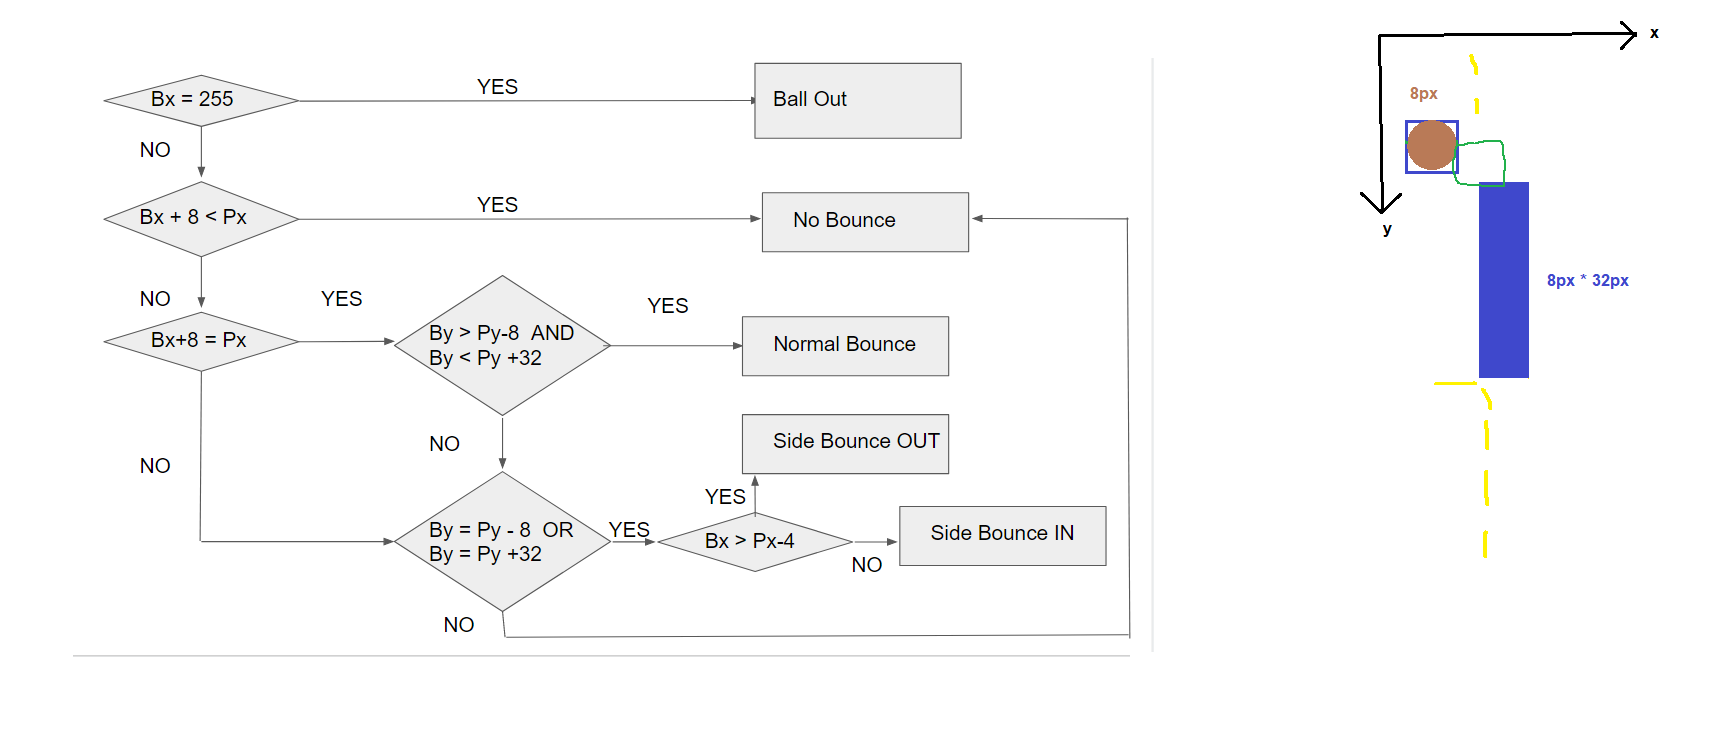 Bx = 255
YES
Ball Out
NO
Bx + 8 < Px
YES
No Bounce
NO
Bx+8 = Px
YES
By > Py-8  AND
By < Py +32
YES
Normal Bounce
NO
NO
By = Py - 8  OR
By = Py +32
YES
Bx > Px-4
YES
Side Bounce OUT
NO
Side Bounce IN
NO
x
8px
y
8px * 32px